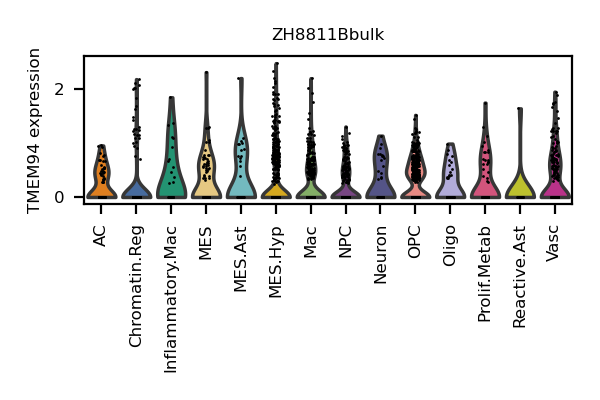 ZH8811Bbulk
TMEM94 expression
2
0
AC
Chromatin.Reg
Inflammatory.Mac
MES
MES.Ast
MES.Hyp
Mac
NPC
Neuron
OPC
Oligo
Prolif.Metab
Reactive.Ast
Vasc